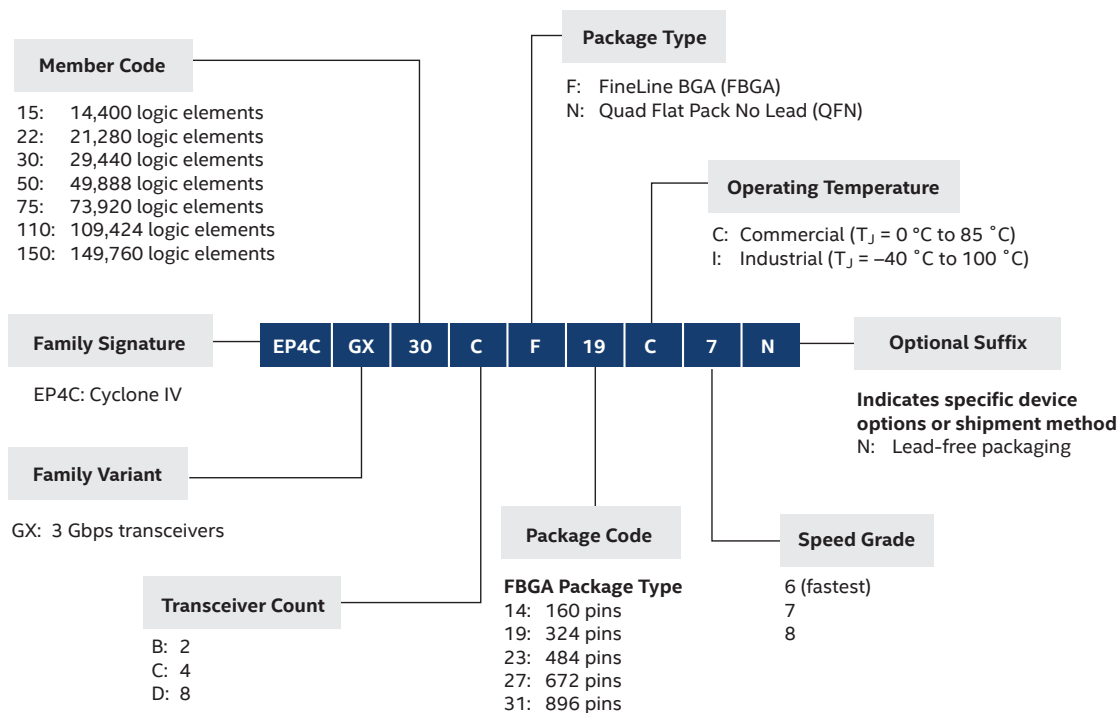 Package Type
F: FineLine BGA (FBGA)
N: Quad Flat Pack No Lead (QFN)
Member Code
15: 14,400 logic elements
22: 21,280 logic elements
30: 29,440 logic elements
50: 49,888 logic elements
75: 73,920 logic elements
110: 109,424 logic elements
150: 149,760 logic elements
Operating Temperature
C: Commercial (TJ = 0 °C to 85 ˚C)
I: Industrial (TJ = –40 ˚C to 100 ˚C)
Family Signature
EP4C: Cyclone IV
EP4C GX 30 C F 19 C 7 N
Optional Suffix
Indicates specific device
options or shipment method
N: Lead-free packaging
Family Variant
GX: 3 Gbps transceivers
Transceiver Count
B: 2
C: 4
D: 8
Package Code
FBGA Package Type
14: 160 pins
19: 324 pins
23: 484 pins
27: 672 pins
31: 896 pins
Speed Grade
6 (fastest)
7
8